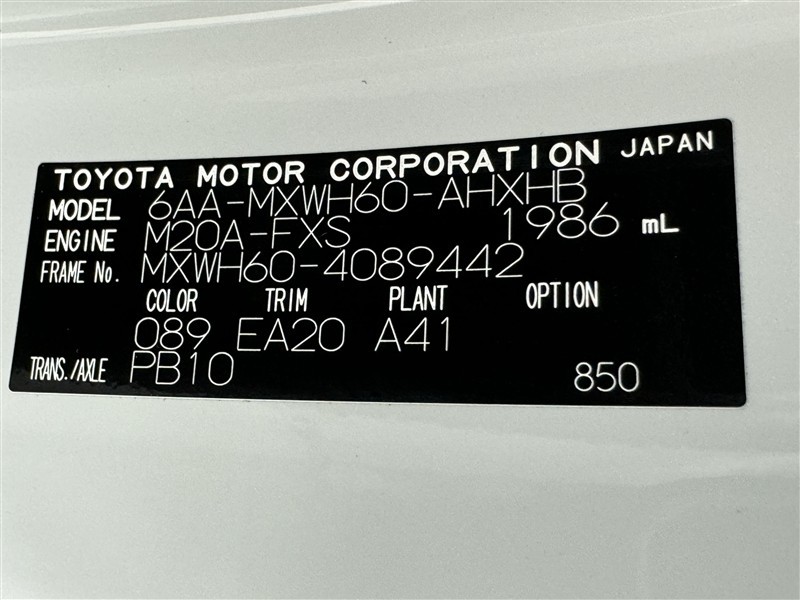 TOYOTA MOTOR CORPORATION JAPAN
MODEL 6AA-MXWH60-AHXHB
ENGINE M20A-FXS 1986 mL
FRAME No. MXWH60-4089442
COLOR TRIM PLANT OPTION
089 EA20 A41
TRANS./AXLE PB10 850